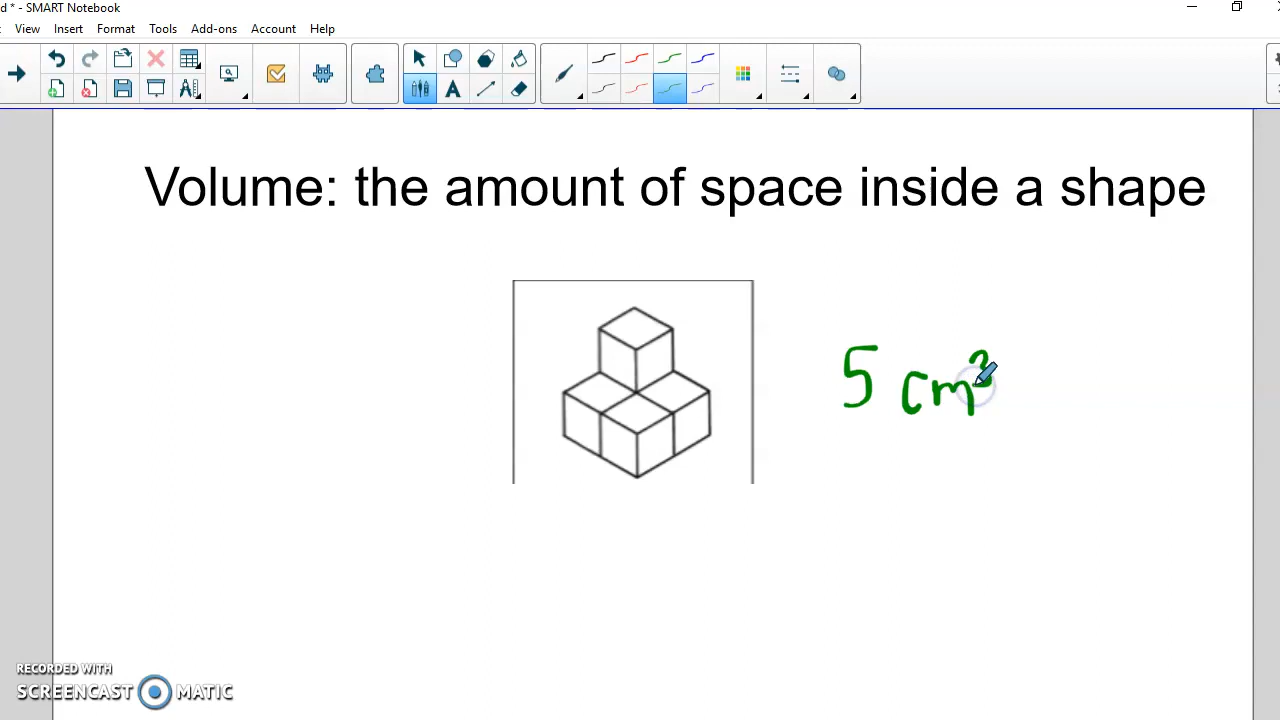 d * - SMART Notebook
View Insert Format Tools Add-ons Account Help
A
Volume: the amount of space inside a shape
5 cm³
RECORDED WITH
SCREENCAST MATIC